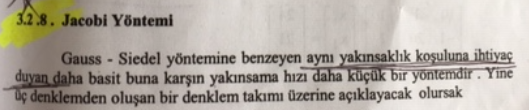 3.2.8. Jacobi Yöntemi
Gauss - Siedel yöntemine benzeyen aynı yakınsaklık koşuluna ihtiyaç
duyan daha basit buna karşın yakınsama hızı daha küçük bir yöntemdir . Yine
üç denklemden oluşan bir denklem takımı üzerine açıklayacak olursak